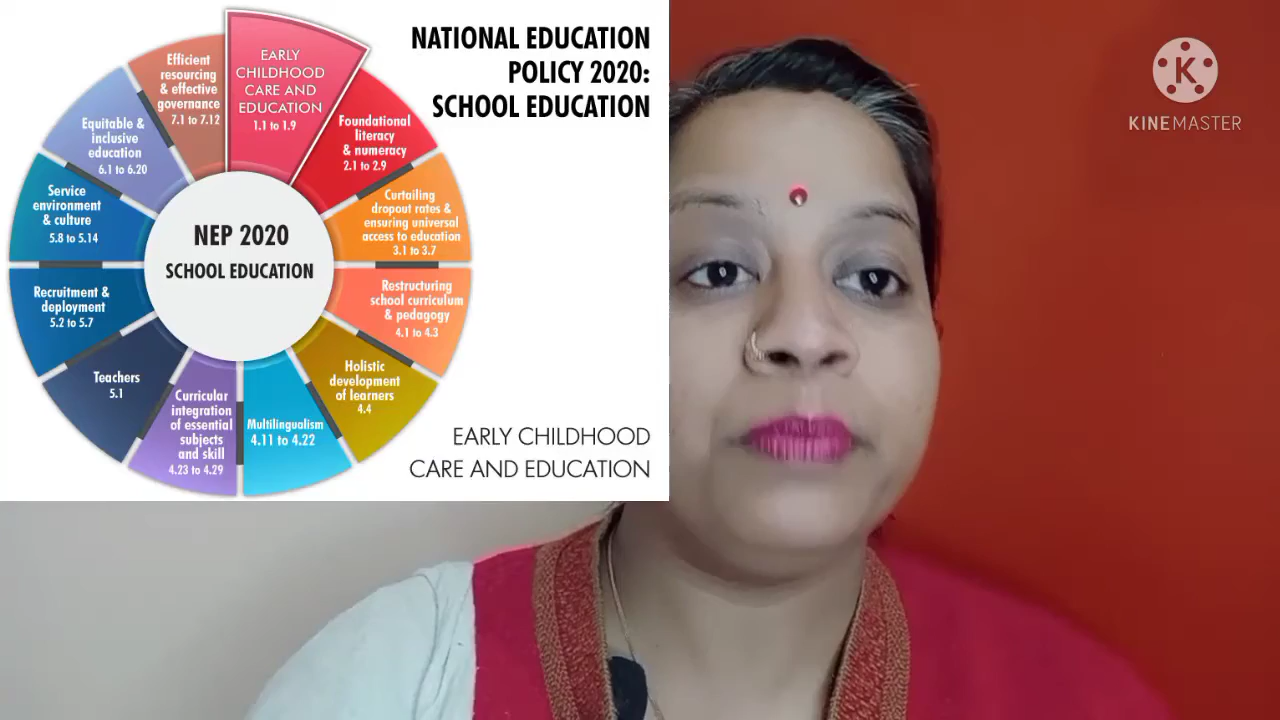 NATIONAL EDUCATION
POLICY 2020:
SCHOOL EDUCATION
EARLY
CHILDHOOD
CARE AND
EDUCATION
1.1 to 1.9
Foundational
literacy
& numeracy
2.1 to 2.9
Curtailing
dropout rates &
ensuring universal
access to education
3.1 to 3.7
Restructuring
school curriculum
& pedagogy
4.1 to 4.3
Holistic
development
of learners
4.4
Multilingualism
4.11 to 4.22
Curricular
integration
of essential
subjects
and skill
4.23 to 4.29
Teachers
5.1
Recruitment &
deployment
5.2 to 5.7
Service
environment
& culture
5.8 to 5.14
Equitable &
inclusive
education
6.1 to 6.20
Efficient
resourcing
& effective
governance
7.1 to 7.12
NEP 2020
SCHOOL EDUCATION
EARLY CHILDHOOD
CARE AND EDUCATION
K
KINEMASTER